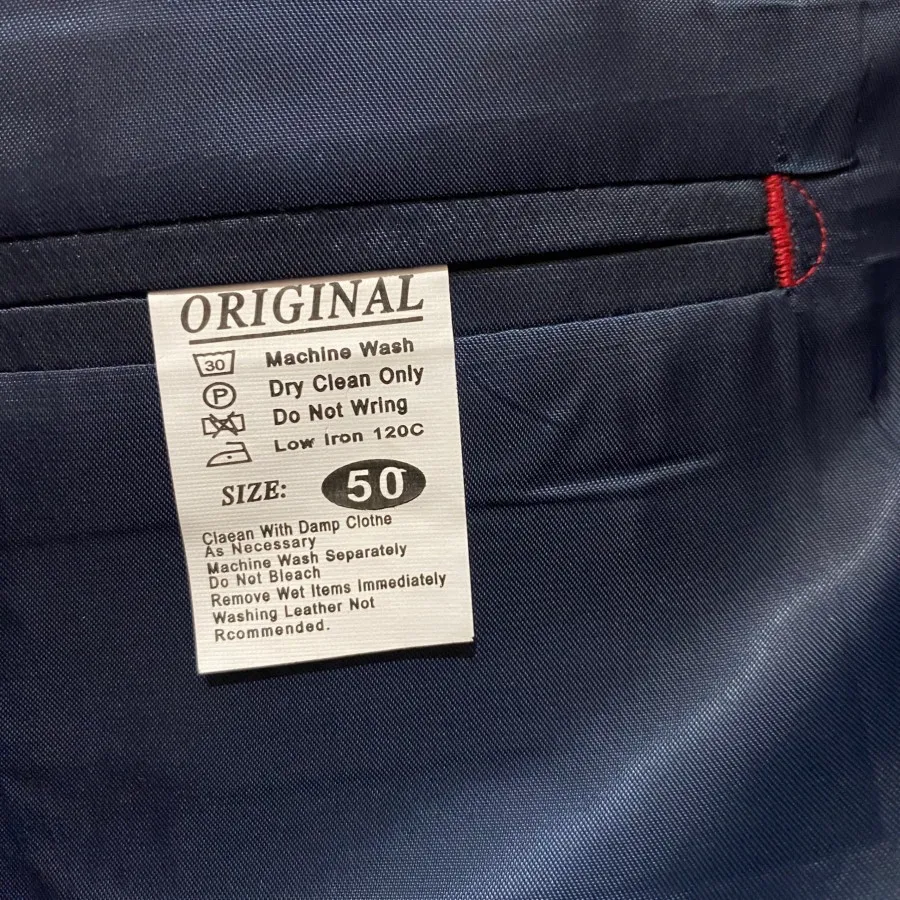 ORIGINAL
30 Machine Wash
P Dry Clean Only
Do Not Wring
Low Iron 120C
SIZE: 50
Claean With Damp Clothe
As Necessary
Machine Wash Separately
Do Not Bleach
Remove Wet Items Immediately
Washing Leather Not
Rcommended.